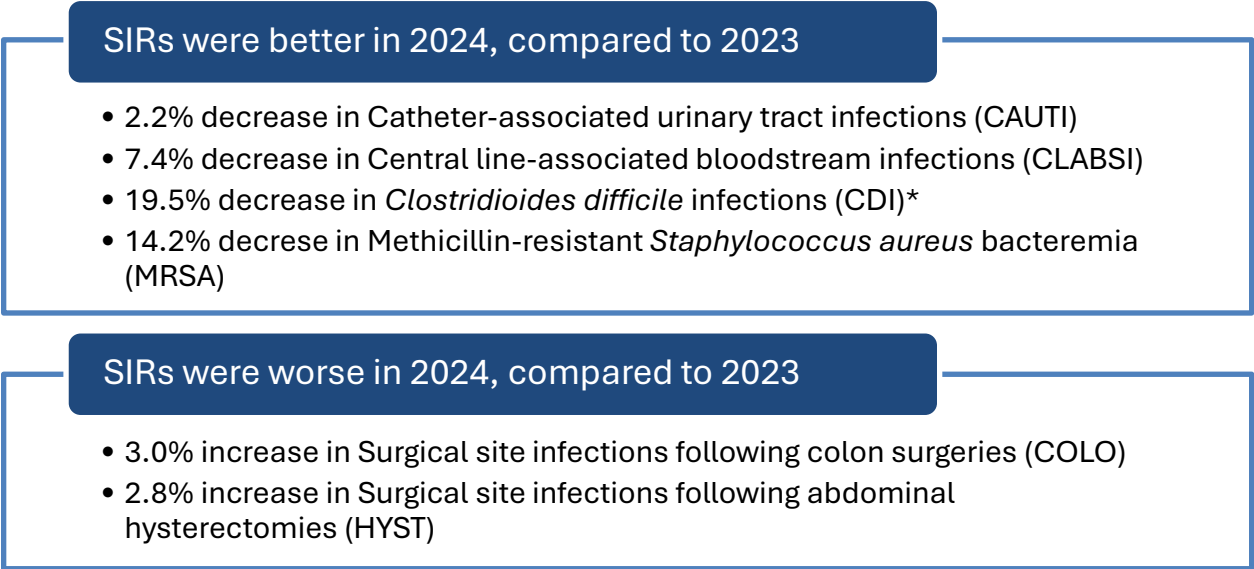 SIRs were better in 2024, compared to 2023
• 2.2% decrease in Catheter-associated urinary tract infections (CAUTI)
• 7.4% decrease in Central line-associated bloodstream infections (CLABSI)
• 19.5% decrease in Clostridioides difficile infections (CDI)*
• 14.2% decrese in Methicillin-resistant Staphylococcus aureus bacteremia
(MRSA)
SIRs were worse in 2024, compared to 2023
• 3.0% increase in Surgical site infections following colon surgeries (COLO)
• 2.8% increase in Surgical site infections following abdominal
hysterectomies (HYST)